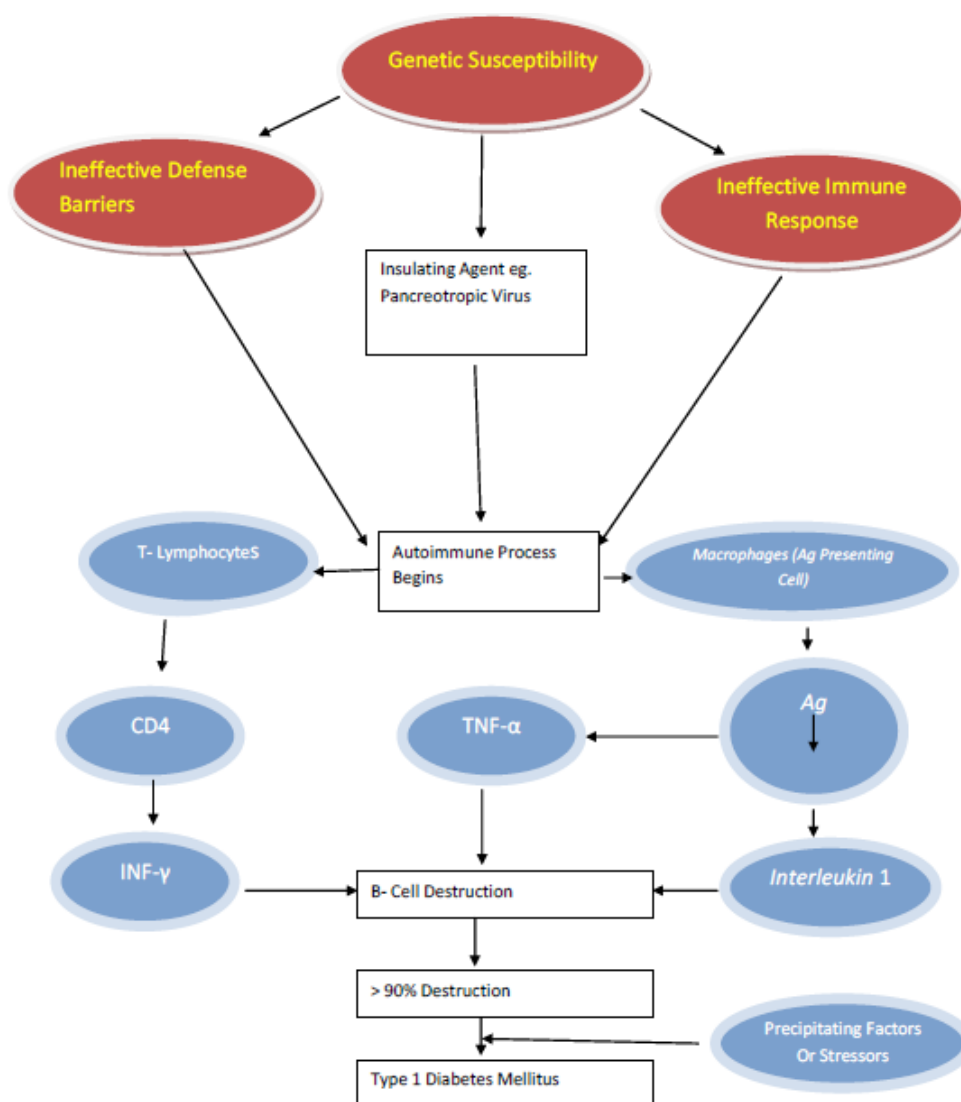 Genetic Susceptibility
Ineffective Defense
Barriers
Ineffective Immune
Response
Insulating Agent eg.
Pancreotropic Virus
T- LymphocyteS
Autoimmune Process
Begins
Macrophages (Ag Presenting
Cell)
CD4
TNF-α
Ag
INF-γ
B- Cell Destruction
Interleukin 1
> 90% Destruction
Precipitating Factors
Or Stressors
Type 1 Diabetes Mellitus